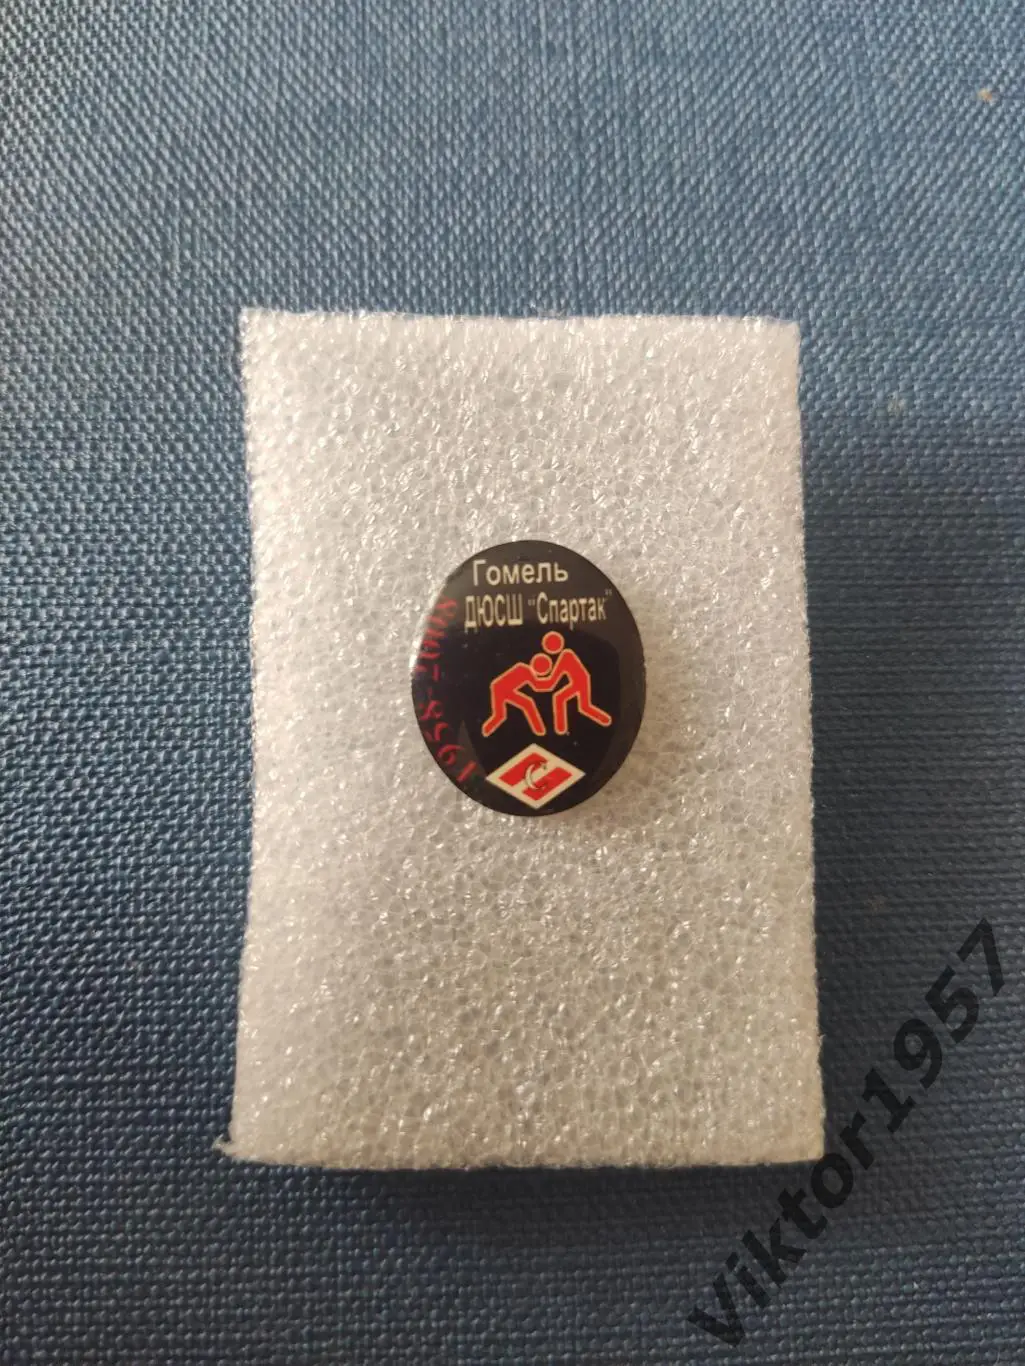 Гомель
ДЮСШ "Спартак"
1958-2008
С
Viktor1957